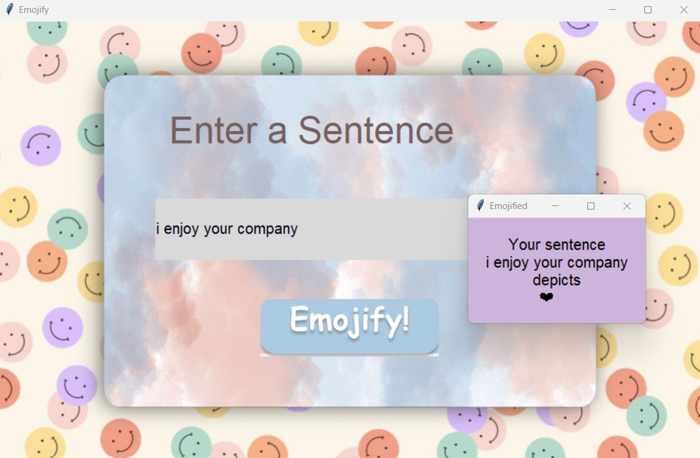 Emojify
Enter a Sentence
i enjoy your company
Emojify!
Emojified
Your sentence
i enjoy your company
depicts
❤